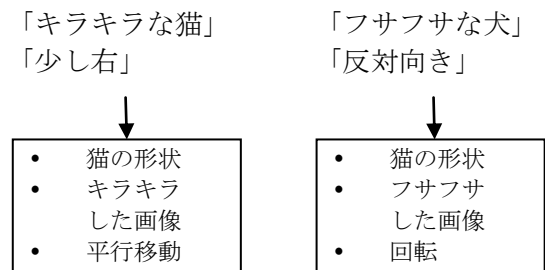 「キラキラな猫」
「少し右」
• 猫の形状
• キラキラ
した画像
• 平行移動
「フサフサな犬」
「反対向き」
• 猫の形状
• フサフサ
した画像
• 回転